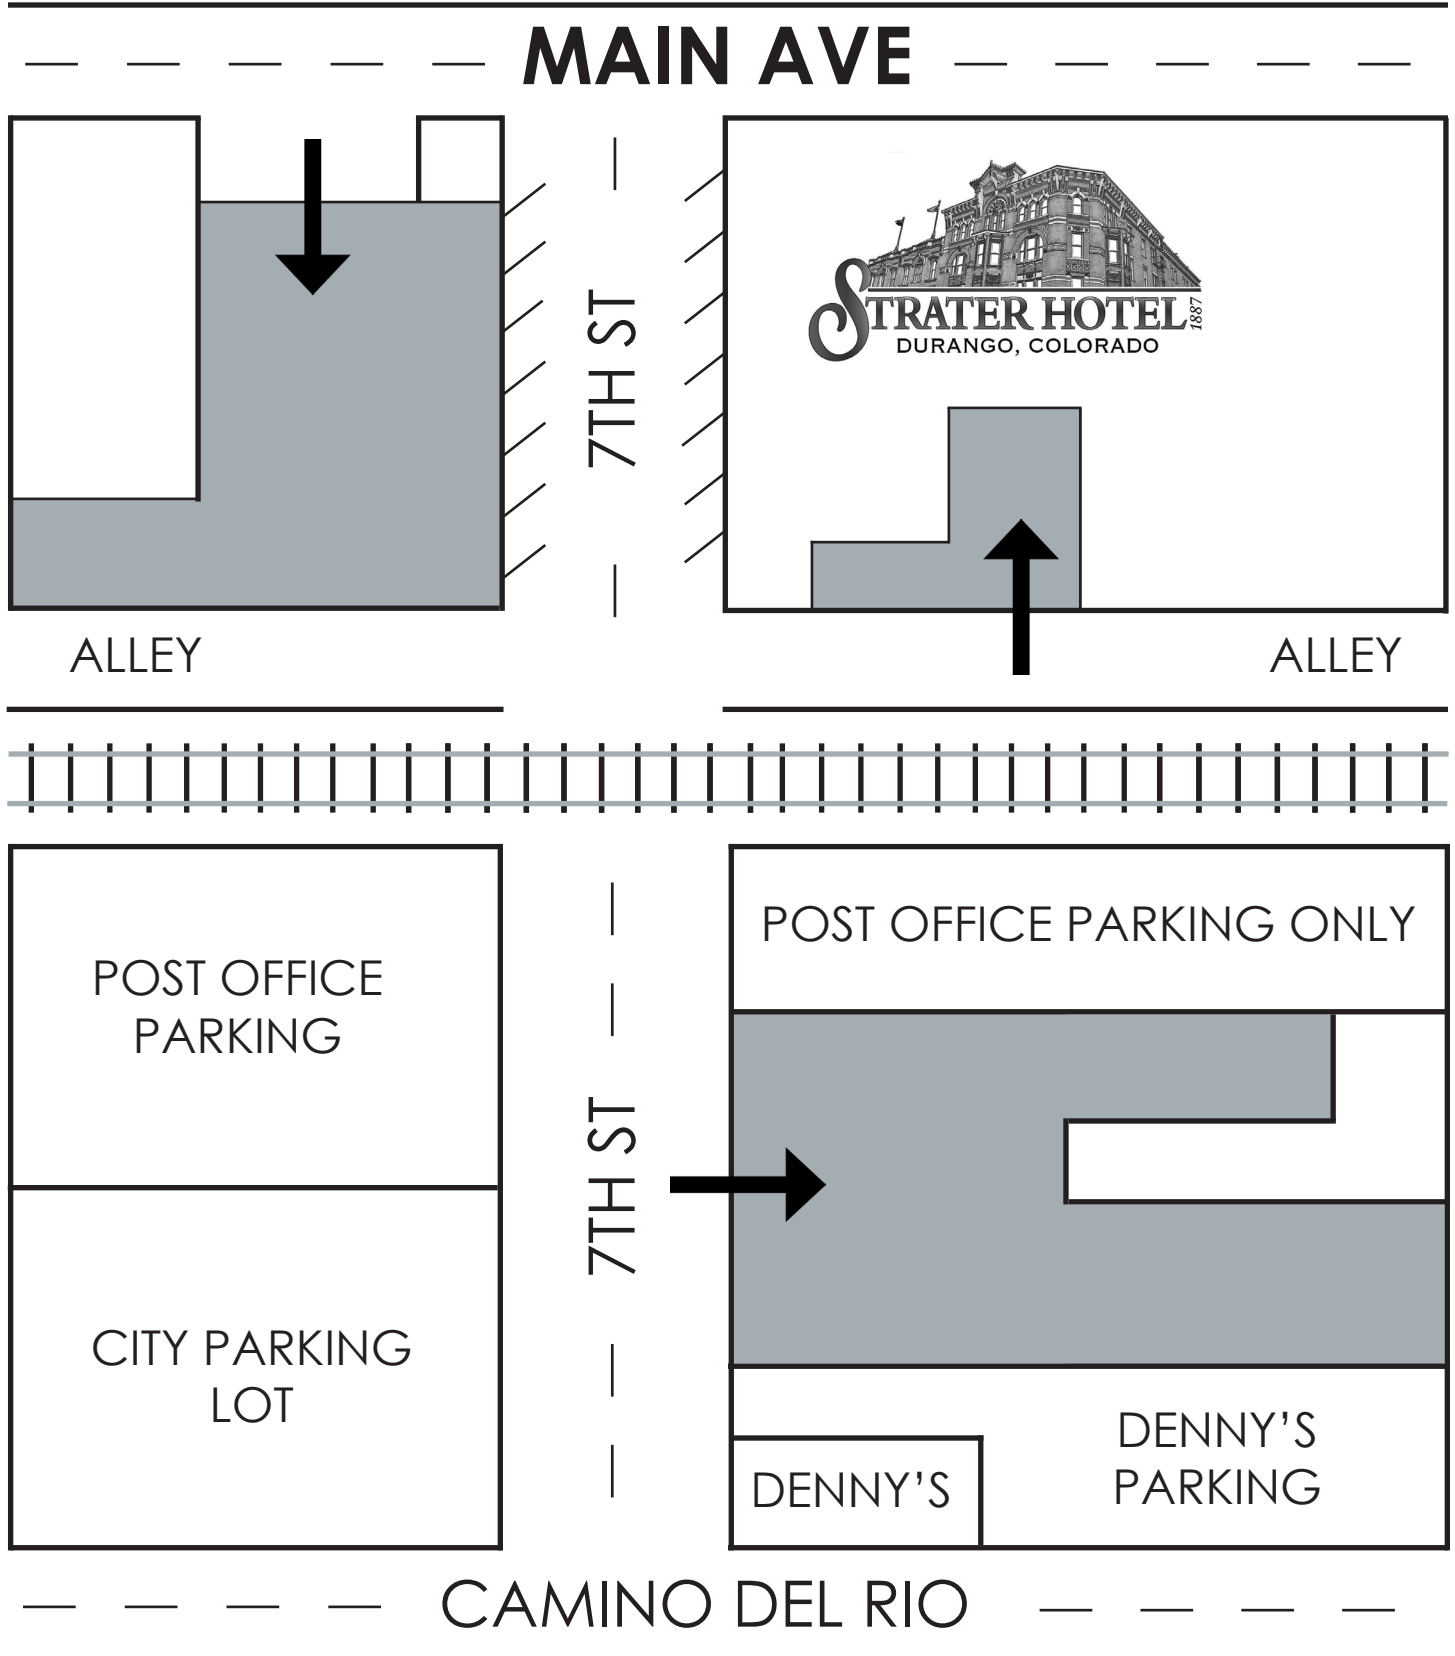 MAIN AVE
7TH ST
STRATER HOTEL 1887
DURANGO, COLORADO
ALLEY
ALLEY
POST OFFICE
PARKING
POST OFFICE PARKING ONLY
7TH ST
CITY PARKING
LOT
DENNY’S
DENNY’S
PARKING
CAMINO DEL RIO